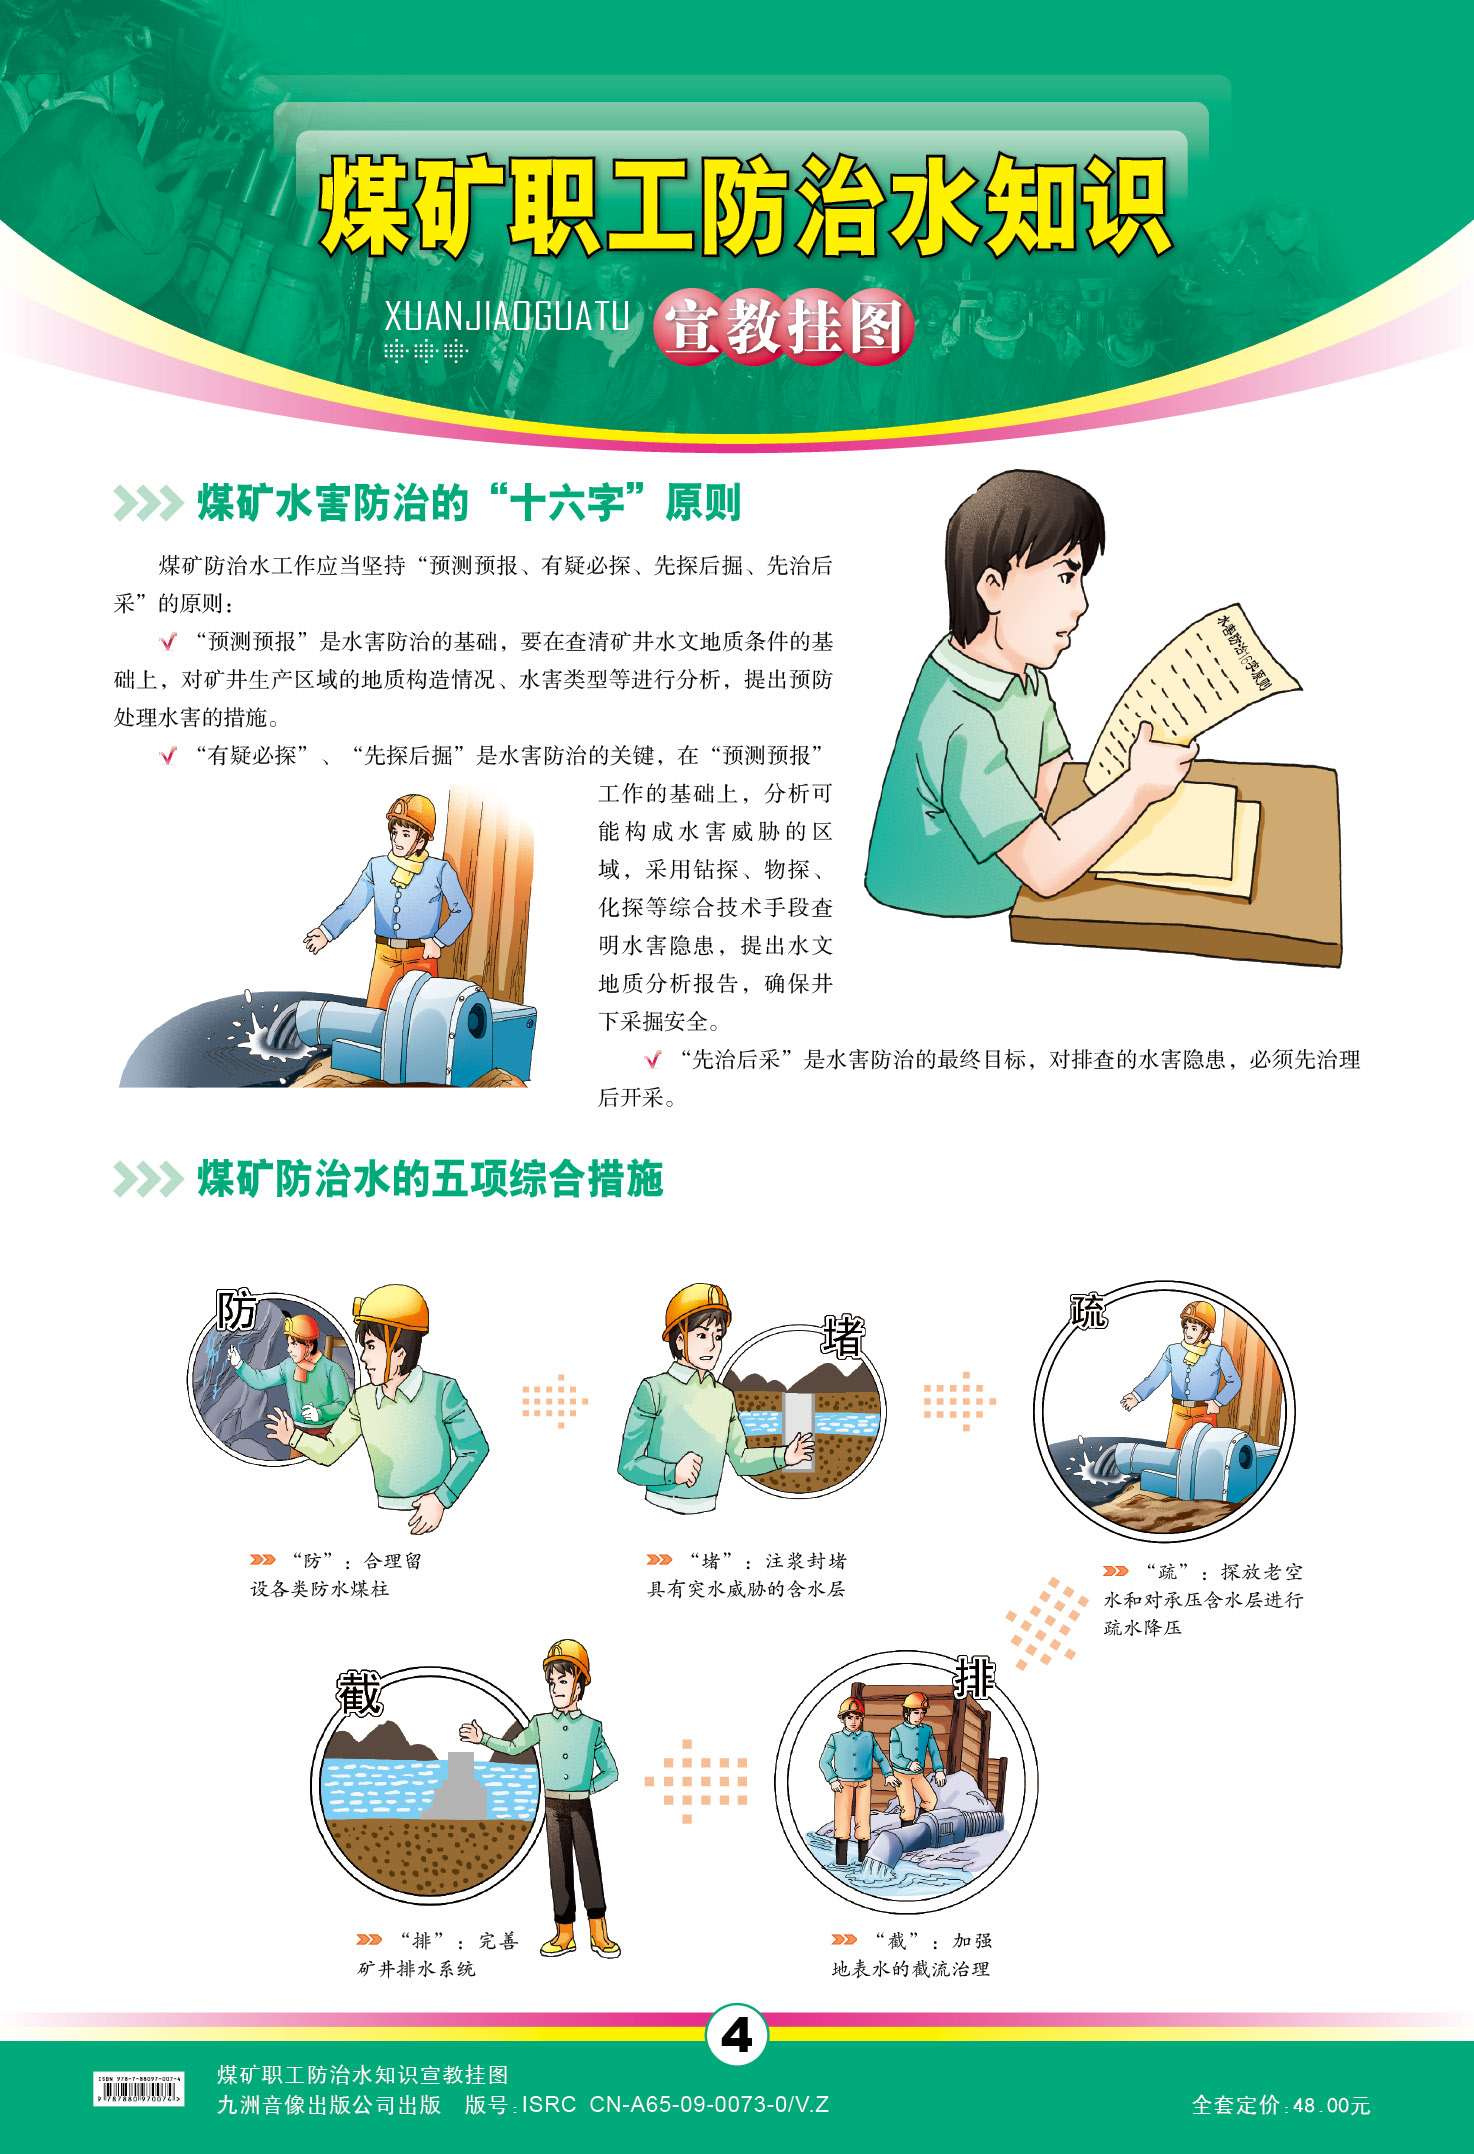 煤矿职工防治水知识
XUANJIAOGUATU 宣教挂图
煤矿水害防治的“十六字”原则
煤矿防治水工作应当坚持“预测预报、有疑必探、先探后掘、先治后
采”的原则：
“预测预报”是水害防治的基础，要在查清矿井水文地质条件的基
础上，对矿井生产区域的地质构造情况、水害类型等进行分析，提出预防
处理水害的措施。
“有疑必探”、“先探后掘”是水害防治的关键，在“预测预报”
工作的基础上，分析可
能构成水害威胁的区
域，采用钻探、物探、
化探等综合技术手段查
明水害隐患，提出水文
地质分析报告，确保井
下采掘安全。
“先治后采”是水害防治的最终目标，对排查的水害隐患，必须先治理
后开采。
煤矿防治水的五项综合措施
防
堵
疏
“防”：合理留
设各类防水煤柱
“堵”：注浆封堵
具有突水威胁的含水层
“疏”：探放老空
水和对承压含水层进行
疏水降压
截
排
“排”：完善
矿井排水系统
“截”：加强
地表水的截流治理
4
ISBN 978-7-88097-007-4
9 787880 970074 >
煤矿职工防治水知识宣教挂图
九洲音像出版公司出版 版号:ISRC CN-A65-09-0073-0/V.Z
全套定价:48.00元